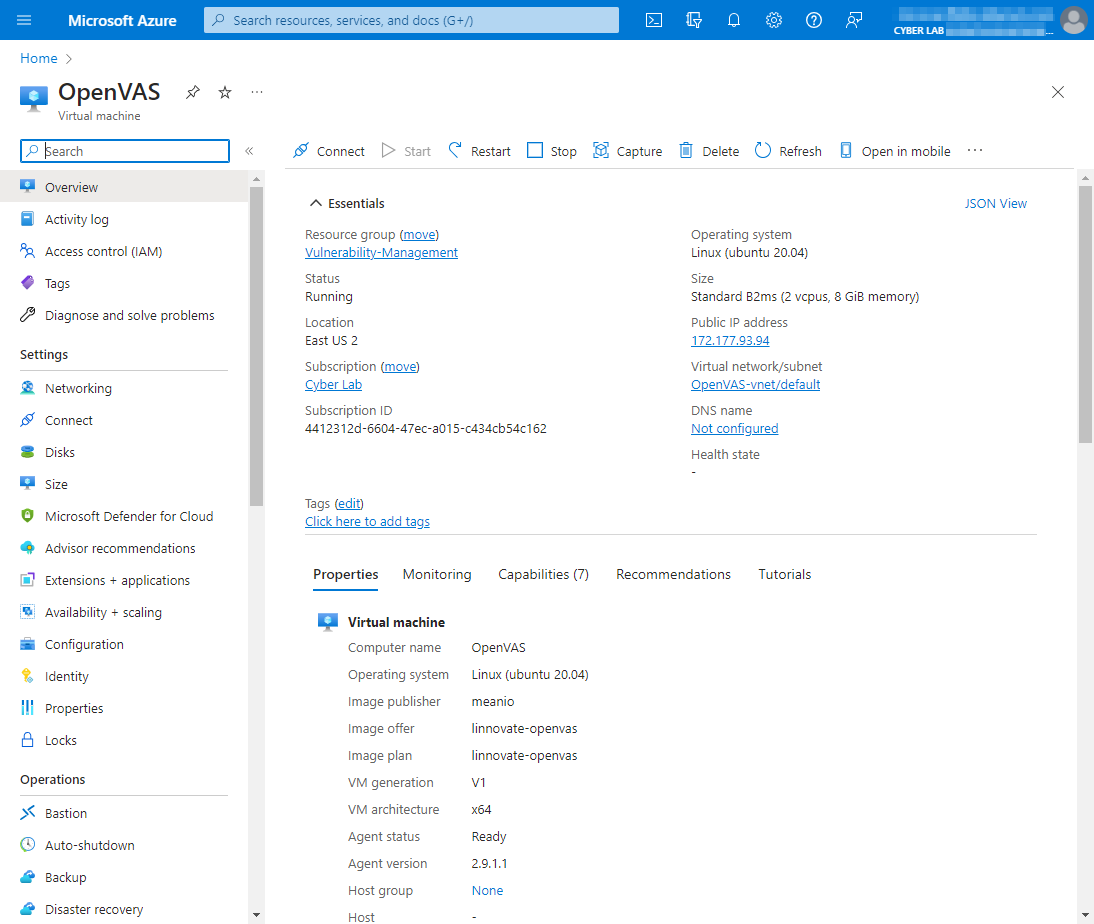 Microsoft Azure
Search resources, services, and docs (G+/)
CYBER LAB
Home
OpenVAS
Virtual machine
Search
Connect
Start
Restart
Stop
Capture
Delete
Refresh
Open in mobile
Overview
Activity log
Access control (IAM)
Tags
Diagnose and solve problems
Settings
Networking
Connect
Disks
Size
Microsoft Defender for Cloud
Advisor recommendations
Extensions + applications
Availability + scaling
Configuration
Identity
Properties
Locks
Operations
Bastion
Auto-shutdown
Backup
Disaster recovery
Essentials
JSON View
Resource group (move)
Vulnerability-Management
Status
Running
Location
East US 2
Subscription (move)
Cyber Lab
Subscription ID
4412312d-6604-47ec-a015-c434cb54c162
Operating system
Linux (ubuntu 20.04)
Size
Standard B2ms (2 vcpus, 8 GiB memory)
Public IP address
172.177.93.94
Virtual network/subnet
OpenVAS-vnet/default
DNS name
Not configured
Health state
-
Tags (edit)
Click here to add tags
Properties
Monitoring
Capabilities (7)
Recommendations
Tutorials
Virtual machine
Computer name OpenVAS
Operating system Linux (ubuntu 20.04)
Image publisher meanio
Image offer linnovate-openvas
Image plan linnovate-openvas
VM generation V1
VM architecture x64
Agent status Ready
Agent version 2.9.1.1
Host group None
Host -